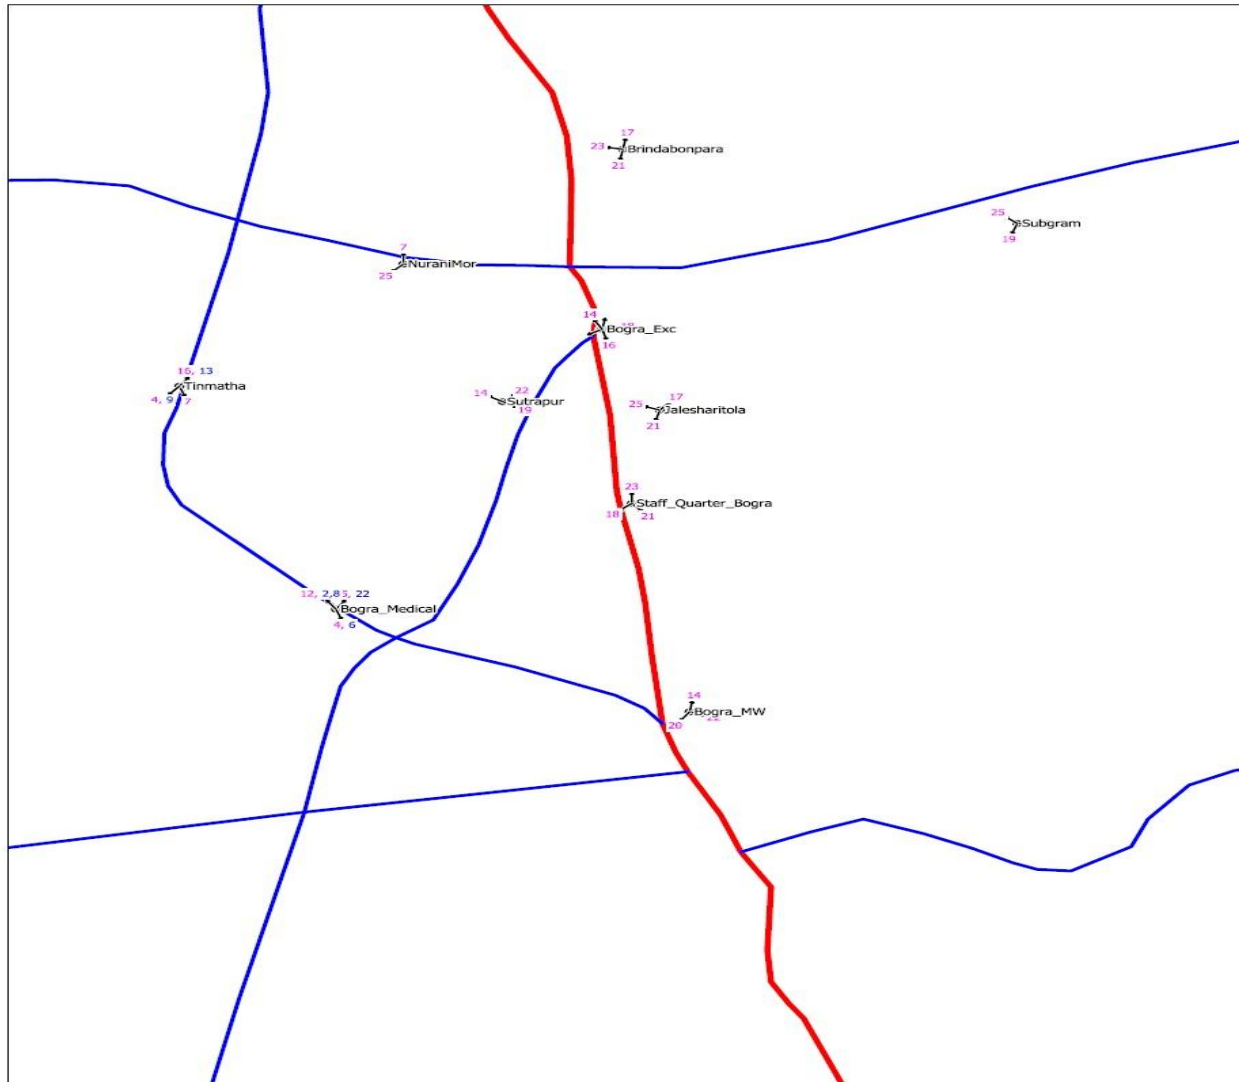 17
23
Brindabonpara
21
25
Subgram
19
7
NuraniMor
25
14
Bogra_Exc
16
16, 13
Tinmatha
4, 9
7
14
22
Sutrapur
19
25
17
Jalesharitola
21
23
Staff_Quarter_Bogra
18
21
12, 2,8
22
Bogra_Medical
4, 6
14
Bogra_MW
20